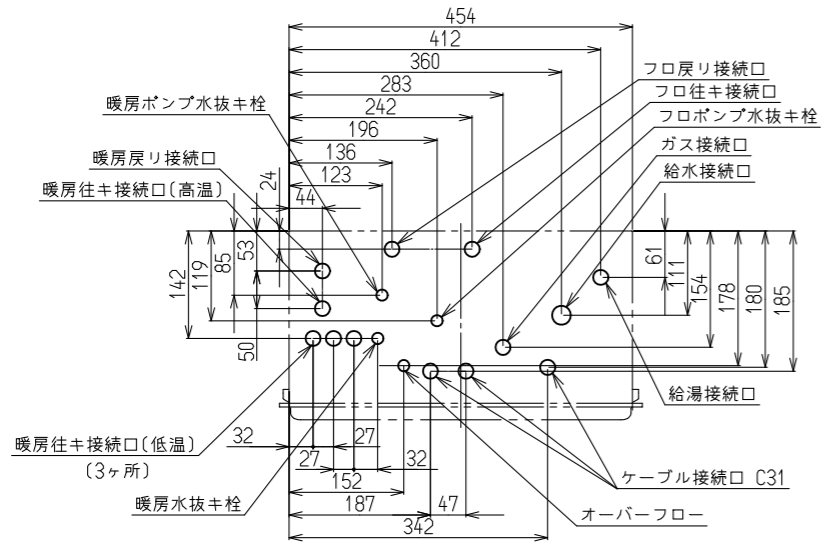 454
412
360
フロ戻リ接続口
283
フロ往キ接続口
暖房ポンプ水抜キ栓
242
フロポンプ水抜キ栓
196
ガス接続口
暖房戻リ接続口
136
給水接続口
24
123
暖房往キ接続口(高温)
44
142
119
85
53
50
61
111
154
178
180
185
給湯接続口
暖房往キ接続口(低温)
(3ヶ所)
32
27
27
32
152
ケーブル接続口 C31
暖房水抜キ栓
187
47
オーバーフロー
342